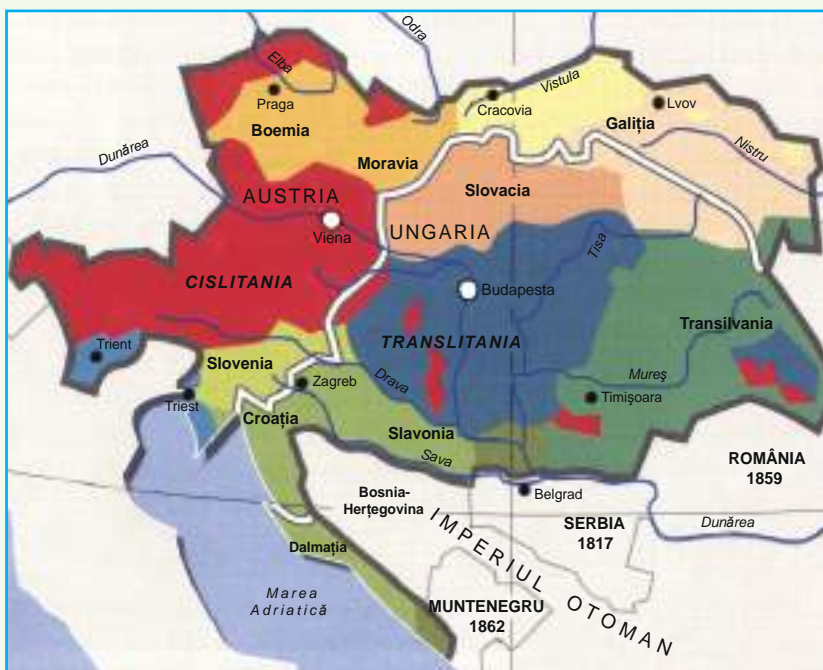 Odra
Elba
Praga
Boemia
Vistula
Cracovia
Lvov
Galiția
Nistru
Dunărea
Moravia
Slovacia
AUSTRIA
Viena
UNGARIA
Tisa
CISLITANIA
Budapesta
TRANSLITANIA
Transilvania
Trient
Slovenia
Drava
Mureș
Zagreb
Timișoara
Triest
Croația
Slavonia
Sava
ROMÂNIA
1859
Bosnia-
Herțegovina
Belgrad
IMPERIUL OTOMAN
SERBIA
1817
Dunărea
Dalmația
Marea
Adriatică
MUNTENEGRU
1862